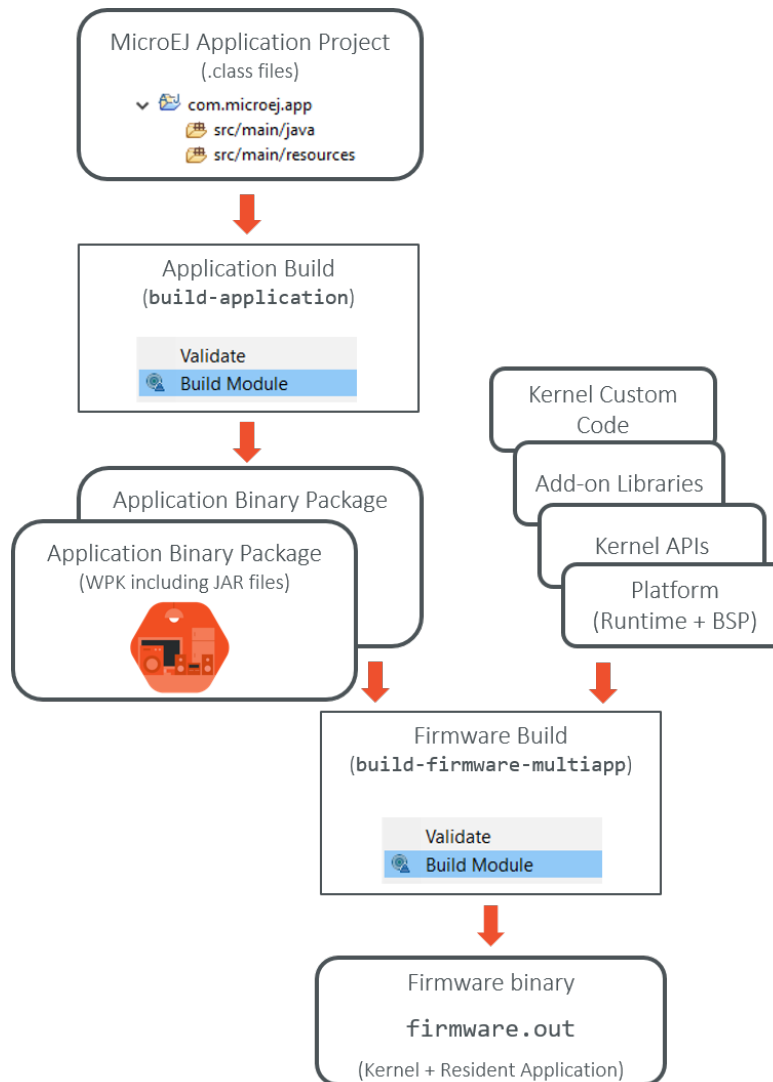 MicroEJ Application Project
(.class files)
com.microej.app
src/main/java
src/main/resources
Application Build
(build-application)
Validate
Build Module
Kernel Custom
Code
Add-on Libraries
Kernel APIs
Platform
(Runtime + BSP)
Application Binary Package
Application Binary Package
(WPK including JAR files)
Firmware Build
(build-firmware-multiapp)
Validate
Build Module
Firmware binary
firmware.out
(Kernel + Resident Application)